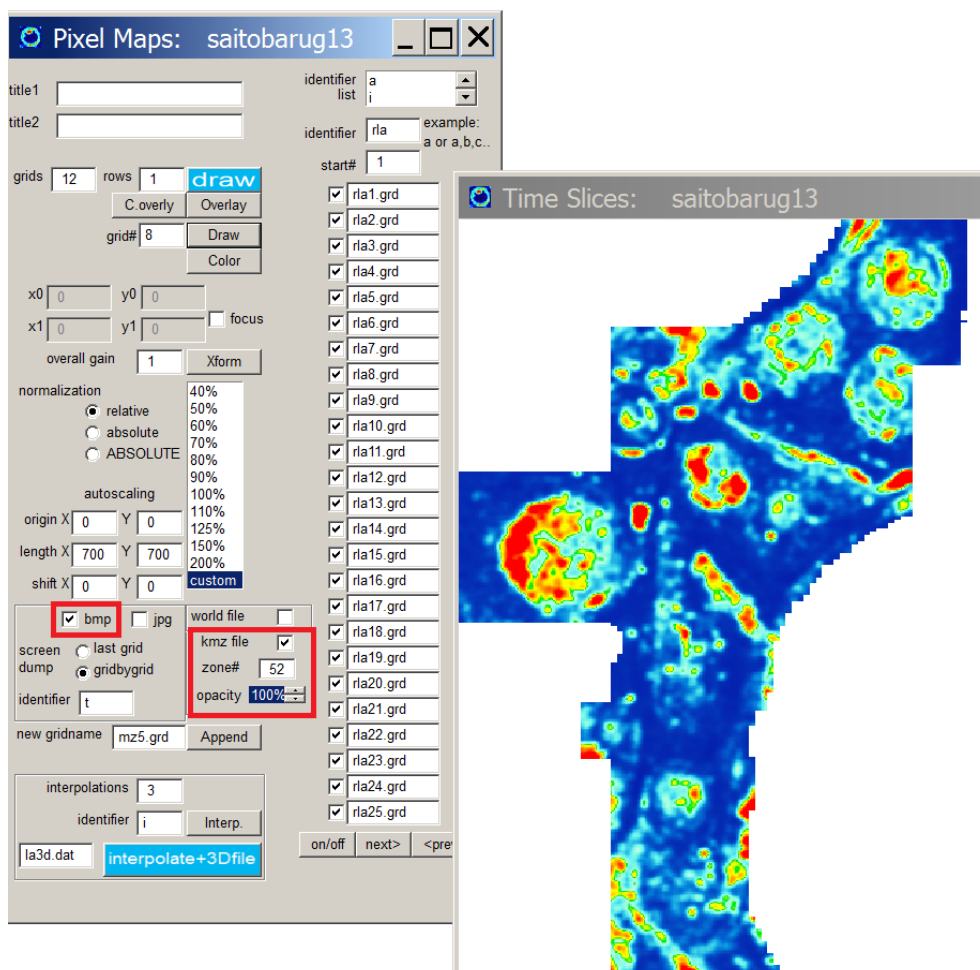 Pixel Maps: saitobarug13
title1
title2
identifier list
a
i
identifier rla
example: a or a,b,c..
start# 1
grids 12 rows 1 draw
C.overly Overlay
grid# 8 Draw
Color
x0 0 y0 0
x1 0 y1 0 focus
overall gain 1 Xform
normalization
relative
absolute
ABSOLUTE
40%
50%
60%
70%
80%
90%
100%
110%
125%
150%
200%
custom
autoscaling
origin X 0 Y 0
length X 700 Y 700
shift X 0 Y 0
bmp jpg
screen dump
last grid
gridbygrid
identifier t
world file
kmz file
zone# 52
opacity 100%
new gridname mz5.grd Append
interpolations 3
identifier i Interp.
la3d.dat interpolate+3Dfile
rla1.grd
rla2.grd
rla3.grd
rla4.grd
rla5.grd
rla6.grd
rla7.grd
rla8.grd
rla9.grd
rla10.grd
rla11.grd
rla12.grd
rla13.grd
rla14.grd
rla15.grd
rla16.grd
rla17.grd
rla18.grd
rla19.grd
rla20.grd
rla21.grd
rla22.grd
rla23.grd
rla24.grd
rla25.grd
on/off next>
Time Slices: saitobarug13